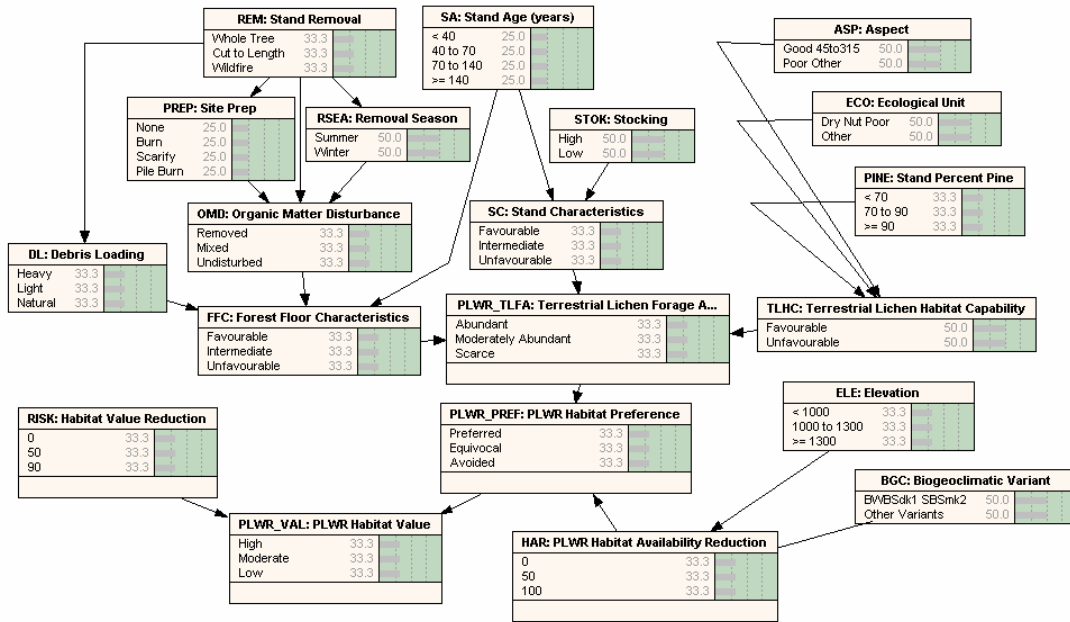 REM: Stand Removal
Whole Tree 33.3
Cut to Length 33.3
Wildfire 33.3
SA: Stand Age (years)
< 40 25.0
40 to 70 25.0
70 to 140 25.0
>= 140 25.0
ASP: Aspect
Good 45to315 50.0
Poor Other 50.0
PREP: Site Prep
None 25.0
Burn 25.0
Scarify 25.0
Pile Burn 25.0
RSEA: Removal Season
Summer 50.0
Winter 50.0
STOK: Stocking
High 50.0
Low 50.0
ECO: Ecological Unit
Dry Nut Poor 50.0
Other 50.0
PINE: Stand Percent Pine
< 70 33.3
70 to 90 33.3
>= 90 33.3
OMD: Organic Matter Disturbance
Removed 33.3
Mixed 33.3
Undisturbed 33.3
SC: Stand Characteristics
Favourable 33.3
Intermediate 33.3
Unfavourable 33.3
DL: Debris Loading
Heavy 33.3
Light 33.3
Natural 33.3
FFC: Forest Floor Characteristics
Favourable 33.3
Intermediate 33.3
Unfavourable 33.3
PLWR_TLFA: Terrestrial Lichen Forage A...
Abundant 33.3
Moderately Abundant 33.3
Scarce 33.3
TLHC: Terrestrial Lichen Habitat Capability
Favourable 50.0
Unfavourable 50.0
RISK: Habitat Value Reduction
0 33.3
50 33.3
90 33.3
PLWR_PREF: PLWR Habitat Preference
Preferred 33.3
Equivocal 33.3
Avoided 33.3
ELE: Elevation
< 1000 33.3
1000 to 1300 33.3
>= 1300 33.3
BGC: Biogeoclimatic Variant
BWBSdk1 SBSmk2 50.0
Other Variants 50.0
PLWR_VAL: PLWR Habitat Value
High 33.3
Moderate 33.3
Low 33.3
HAR: PLWR Habitat Availability Reduction
0 33.3
50 33.3
100 33.3